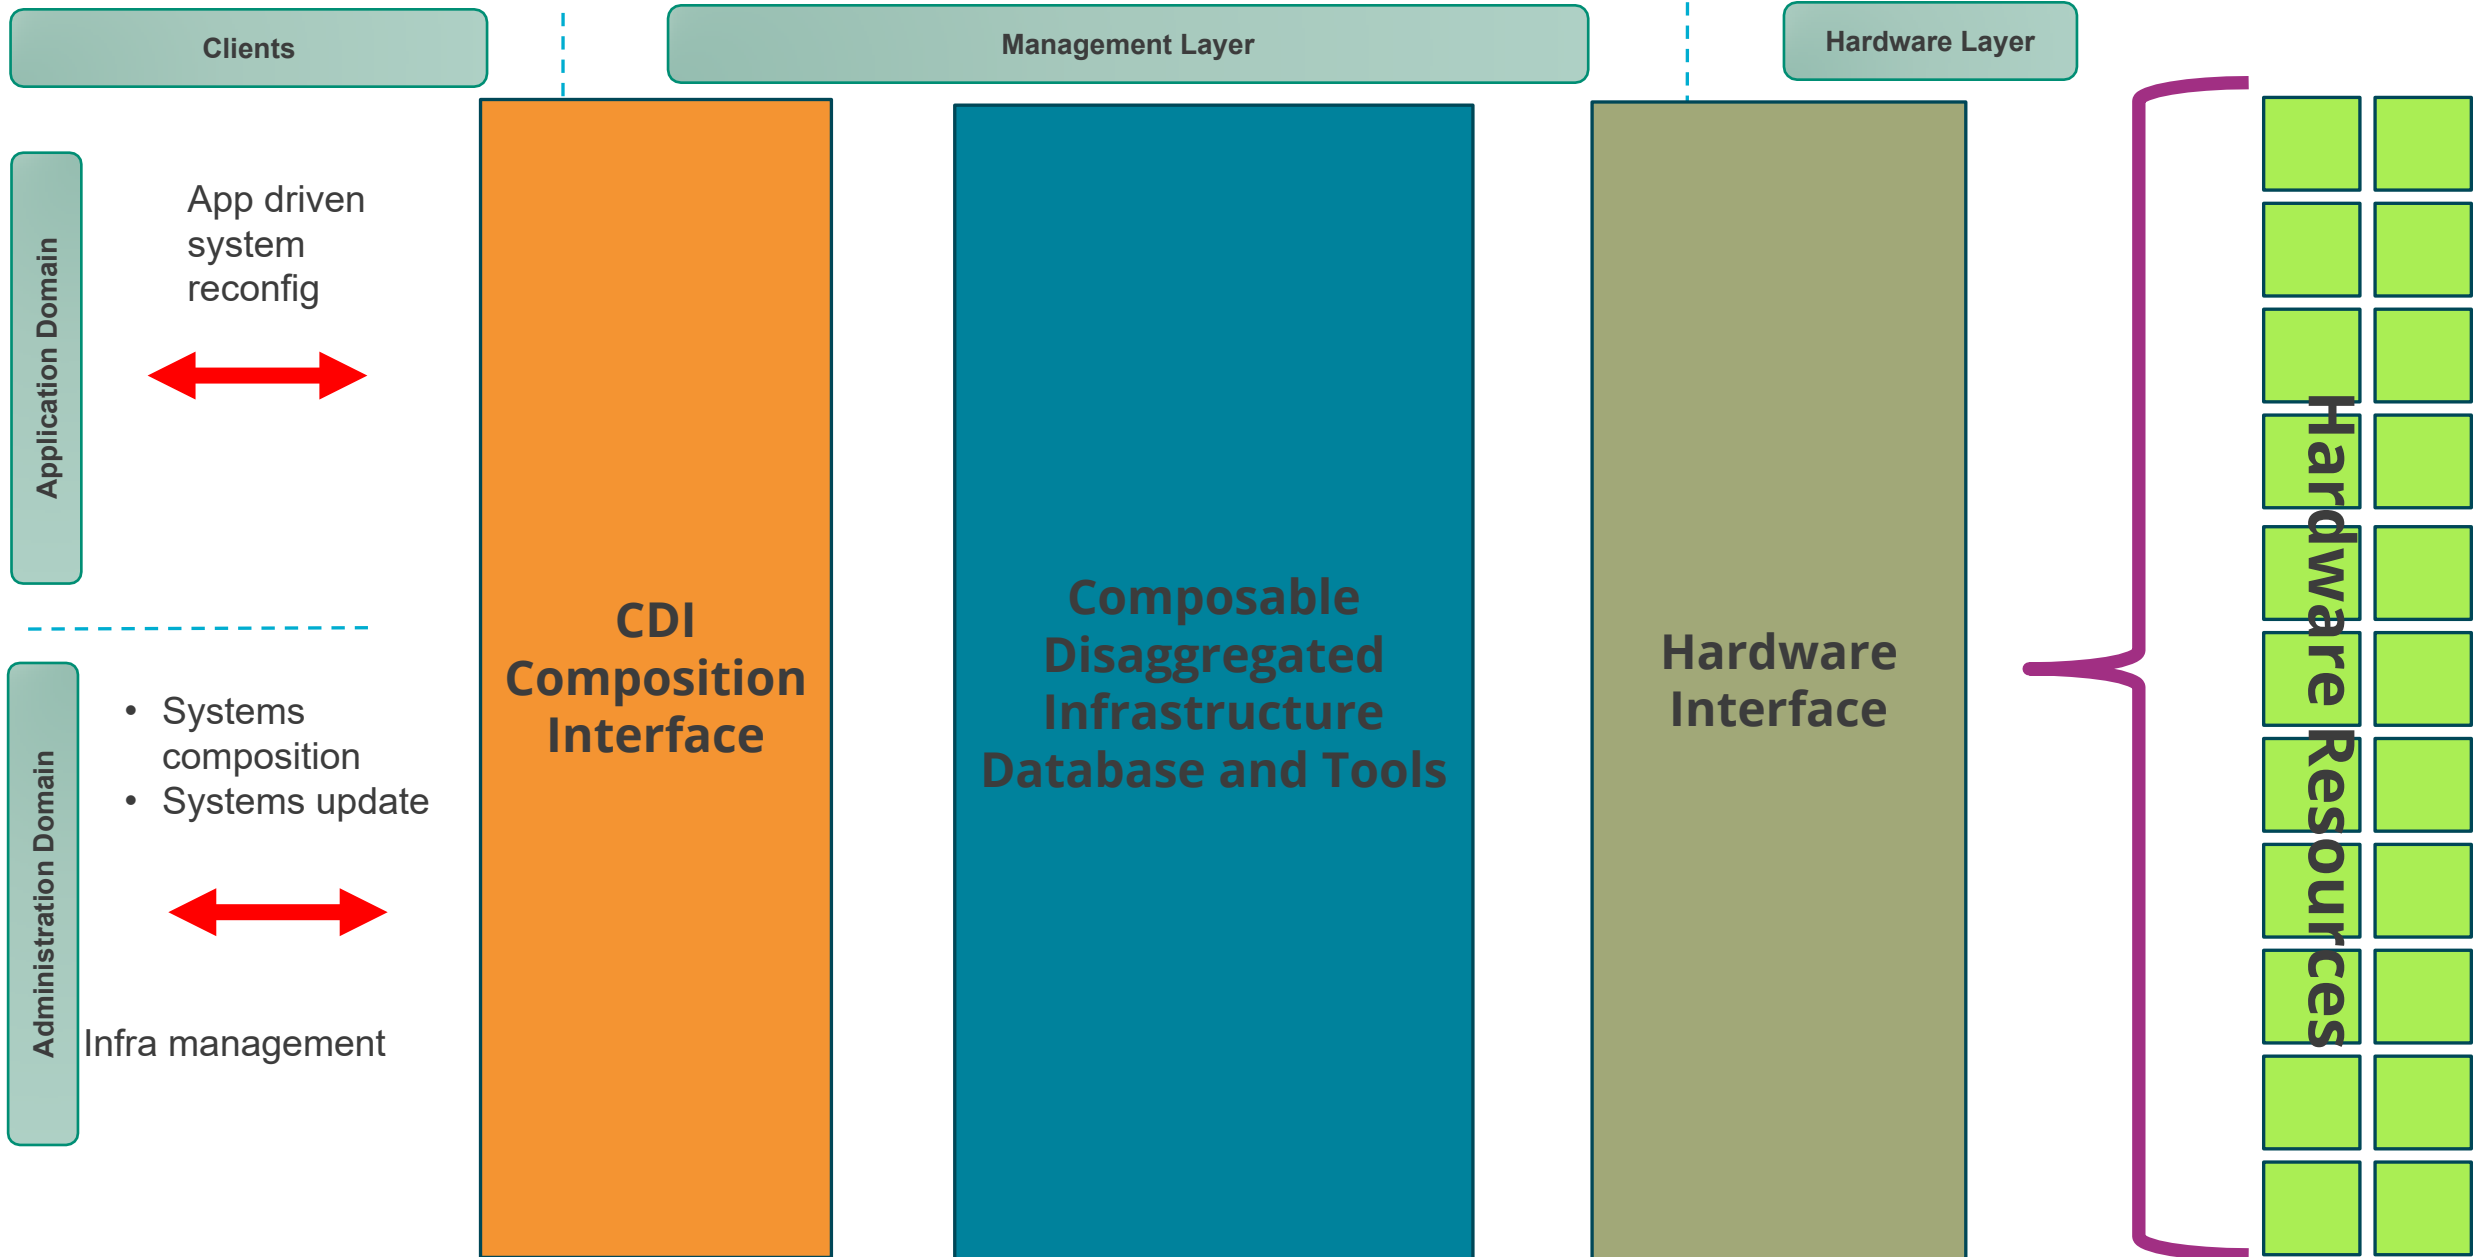 Clients
Management Layer
Hardware Layer
Application Domain
App driven
system
reconfig
Administration Domain
• Systems
composition
• Systems update
Infra management
CDI
Composition
Interface
Composable
Disaggregated
Infrastructure
Database and Tools
Hardware
Interface
Hardware Resources